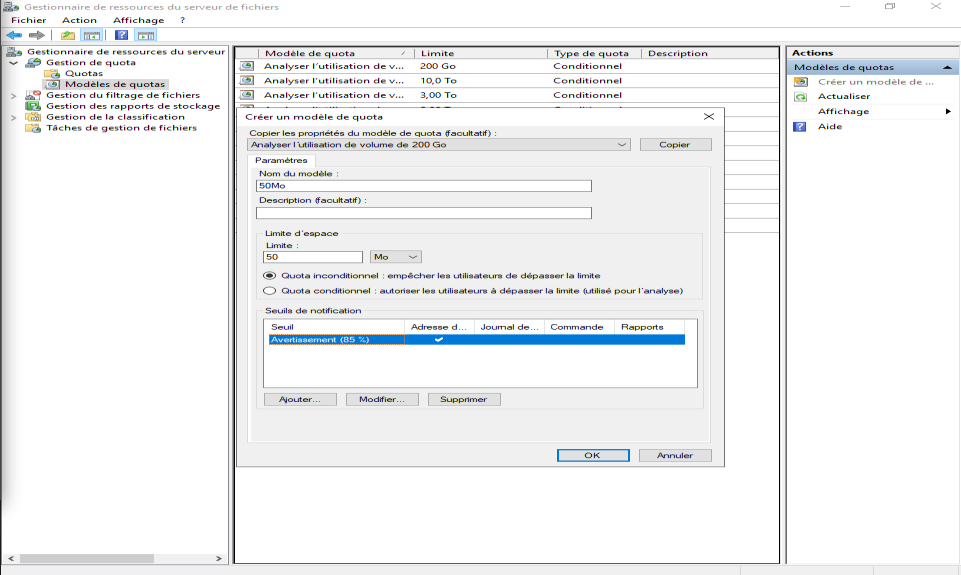 Gestionnaire de ressources du serveur de fichiers
Fichier Action Affichage ?
Gestionnaire de ressources du serveur
Gestion de quota
Quotas
Modèles de quotas
Gestion du filtrage de fichiers
Gestion des rapports de stockage
Gestion de la classification
Tâches de gestion de fichiers
Modèle de quota Limite Type de quota Description
Analyser l'utilisation de v... 200 Go Conditionnel
Analyser l'utilisation de v... 10,0 To Conditionnel
Analyser l'utilisation de v... 3,00 To Conditionnel
Créer un modèle de quota
Copier les propriétés du modèle de quota (facultatif) :
Analyser l'utilisation de volume de 200 Go Copier
Paramètres
Nom du modèle :
50Mo
Description (facultatif) :
Limite d'espace
Limite :
50 Mo
Quota inconditionnel : empêcher les utilisateurs de dépasser la limite
Quota conditionnel : autoriser les utilisateurs à dépasser la limite (utilisé pour l'analyse)
Seuils de notification
Seuil Adresse d... Journal de... Commande Rapports
Avertissement (85 %)
Ajouter... Modifier... Supprimer
OK Annuler
Actions
Modèles de quotas
Créer un modèle de ...
Actualiser
Affichage
Aide